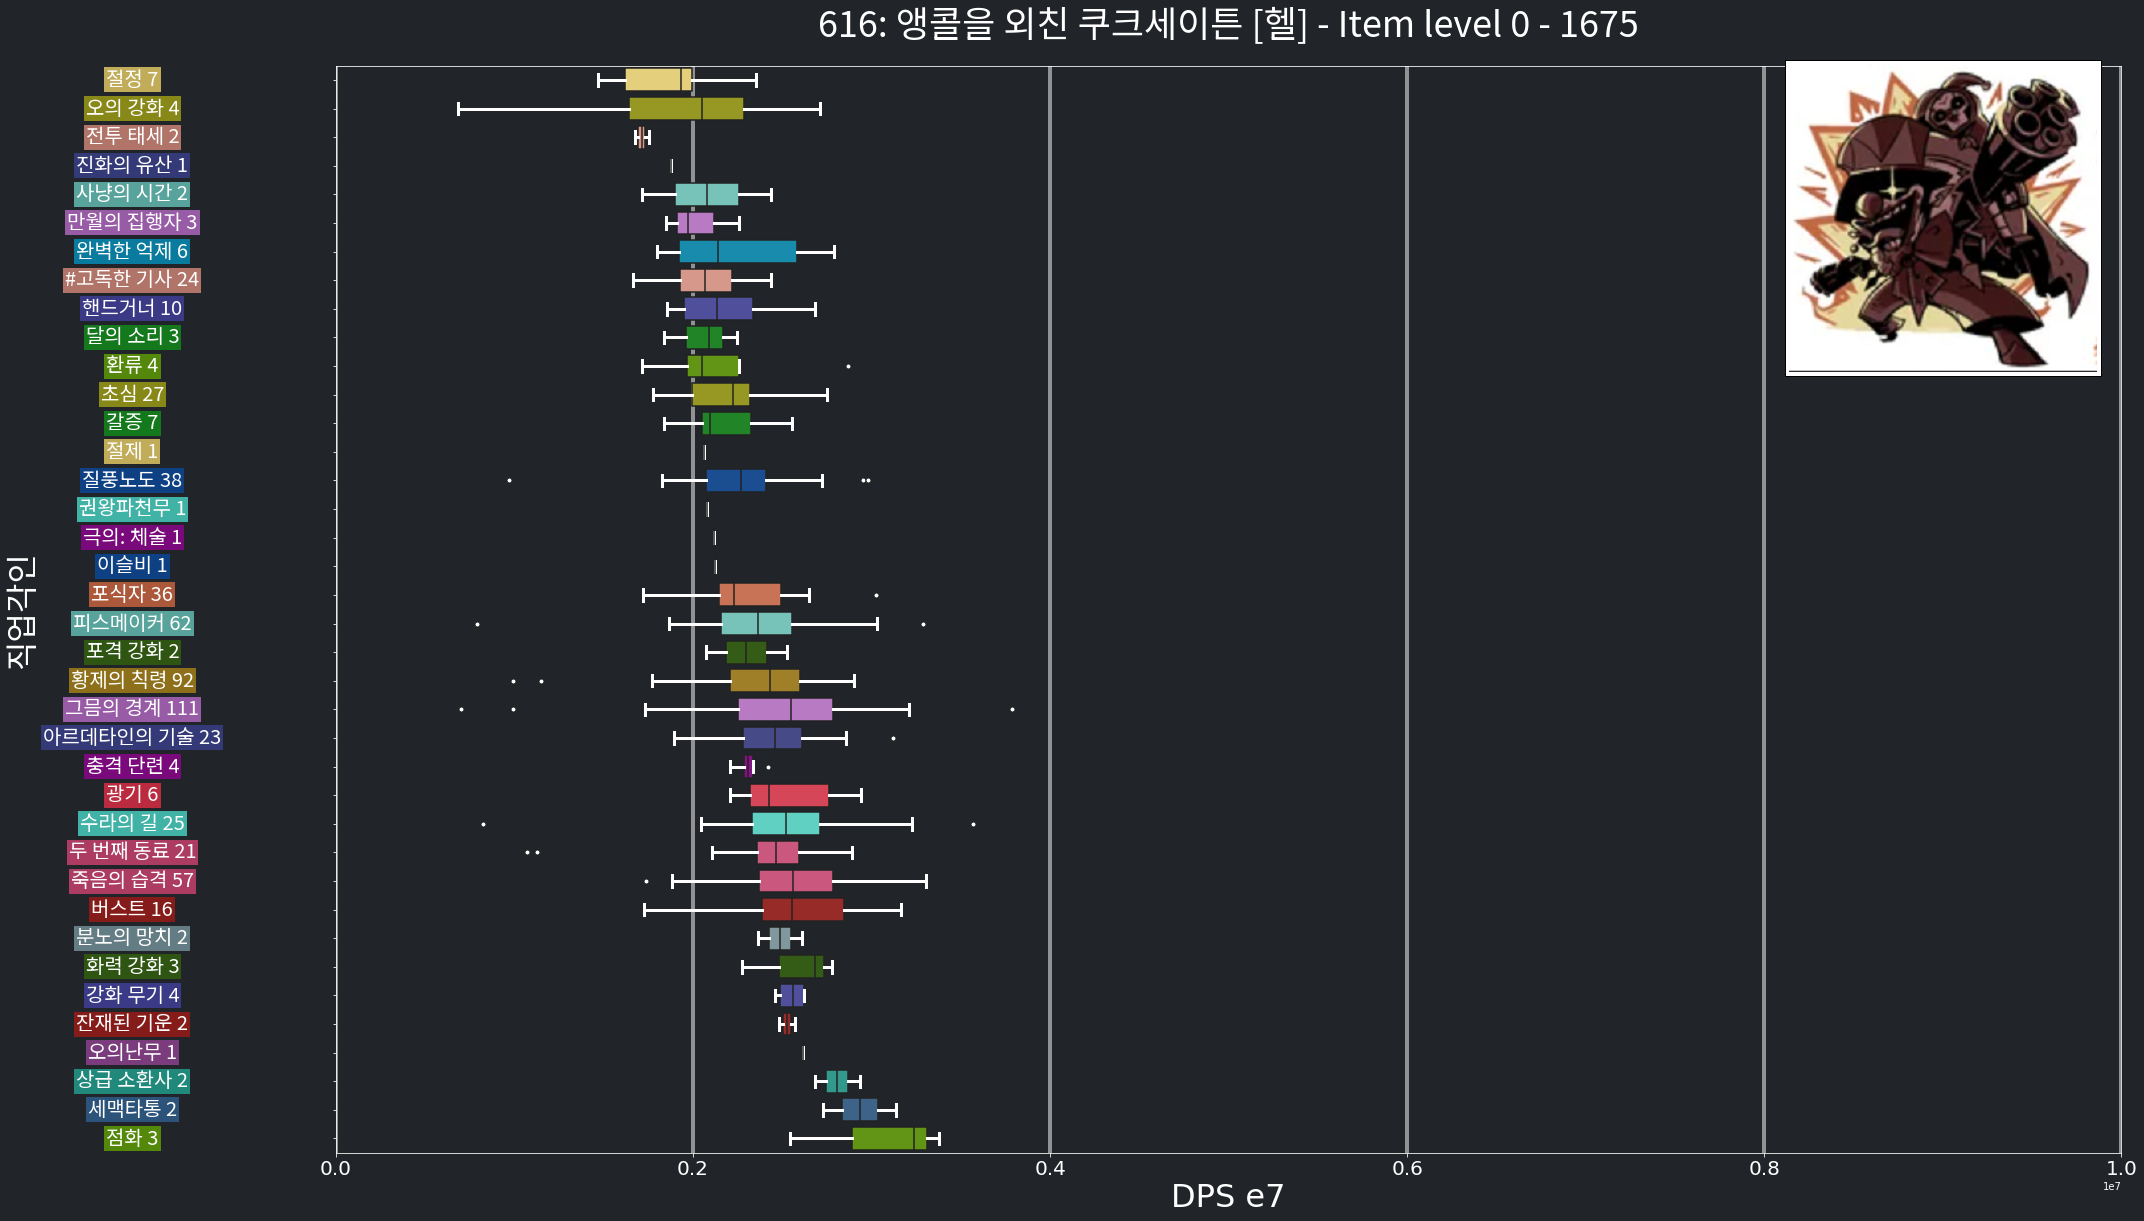 616: 앵콜을 외친 쿠크세이튼 [헬] - Item level 0 - 1675
직업각인
절정 7
오의 강화 4
전투 태세 2
진화의 유산 1
사냥의 시간 2
만월의 집행자 3
완벽한 억제 6
#고독한 기사 24
핸드거너 10
달의 소리 3
환류 4
초심 27
갈증 7
절제 1
질풍노도 38
권왕파천무 1
극의: 체술 1
이슬비 1
포식자 36
피스메이커 62
포격 강화 2
황제의 칙령 92
그믐의 경계 111
아르데타인의 기술 23
충격 단련 4
광기 6
수라의 길 25
두 번째 동료 21
죽음의 습격 57
버스트 16
분노의 망치 2
화력 강화 3
강화 무기 4
잔재된 기운 2
오의난무 1
상급 소환사 2
세맥타통 2
점화 3
0.0 0.2 0.4 0.6 0.8 1.0
1e7
DPS e7